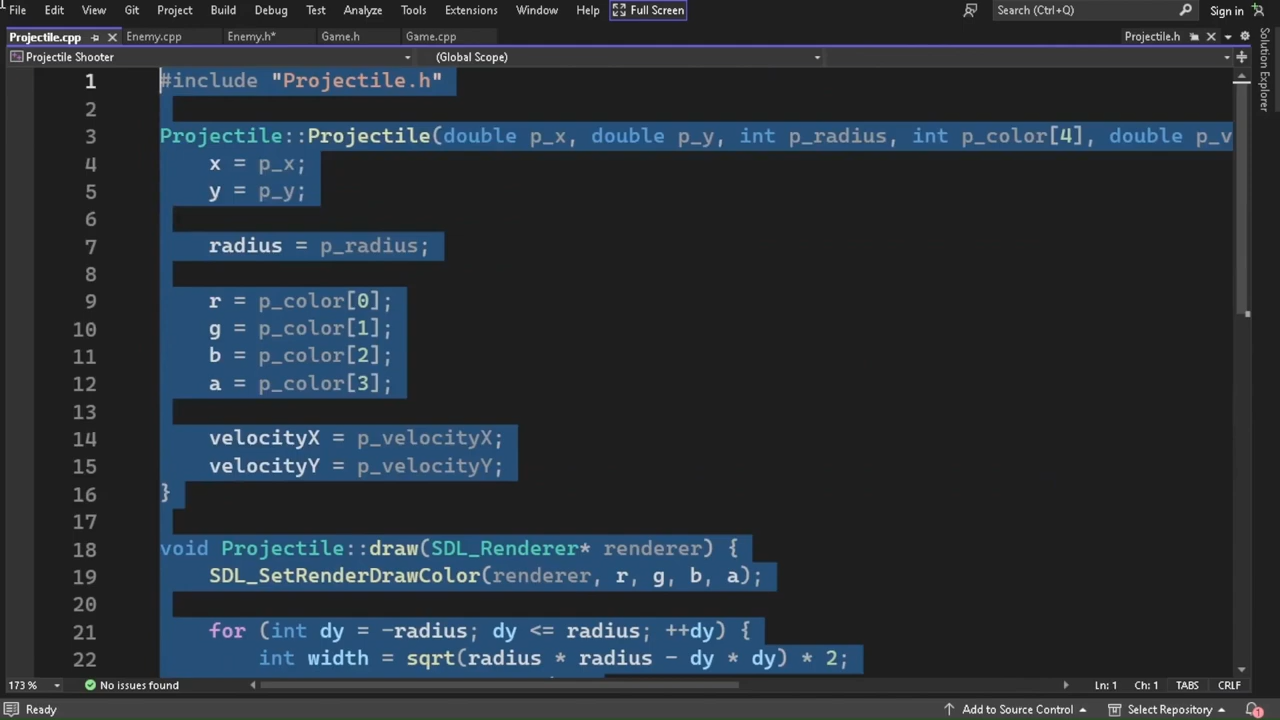 File Edit View Git Project Build Debug Test Analyze Tools Extensions Window Help Full Screen Search (Ctrl+Q) Sign in
Projectile.cpp Enemy.cpp Enemy.h* Game.h Game.cpp Projectile.h
Projectile Shooter (Global Scope)
Solution Explorer
1 #include "Projectile.h"
2
3 Projectile::Projectile(double p_x, double p_y, int p_radius, int p_color[4], double p_v
4 x = p_x;
5 y = p_y;
6
7 radius = p_radius;
8
9 r = p_color[0];
10 g = p_color[1];
11 b = p_color[2];
12 a = p_color[3];
13
14 velocityX = p_velocityX;
15 velocityY = p_velocityY;
16 }
17
18 void Projectile::draw(SDL_Renderer* renderer) {
19 SDL_SetRenderDrawColor(renderer, r, g, b, a);
20
21 for (int dy = -radius; dy <= radius; ++dy) {
22 int width = sqrt(radius * radius - dy * dy) * 2;
173 % No issues found Ln: 1 Ch: 1 TABS CRLF
Ready Add to Source Control Select Repository 1